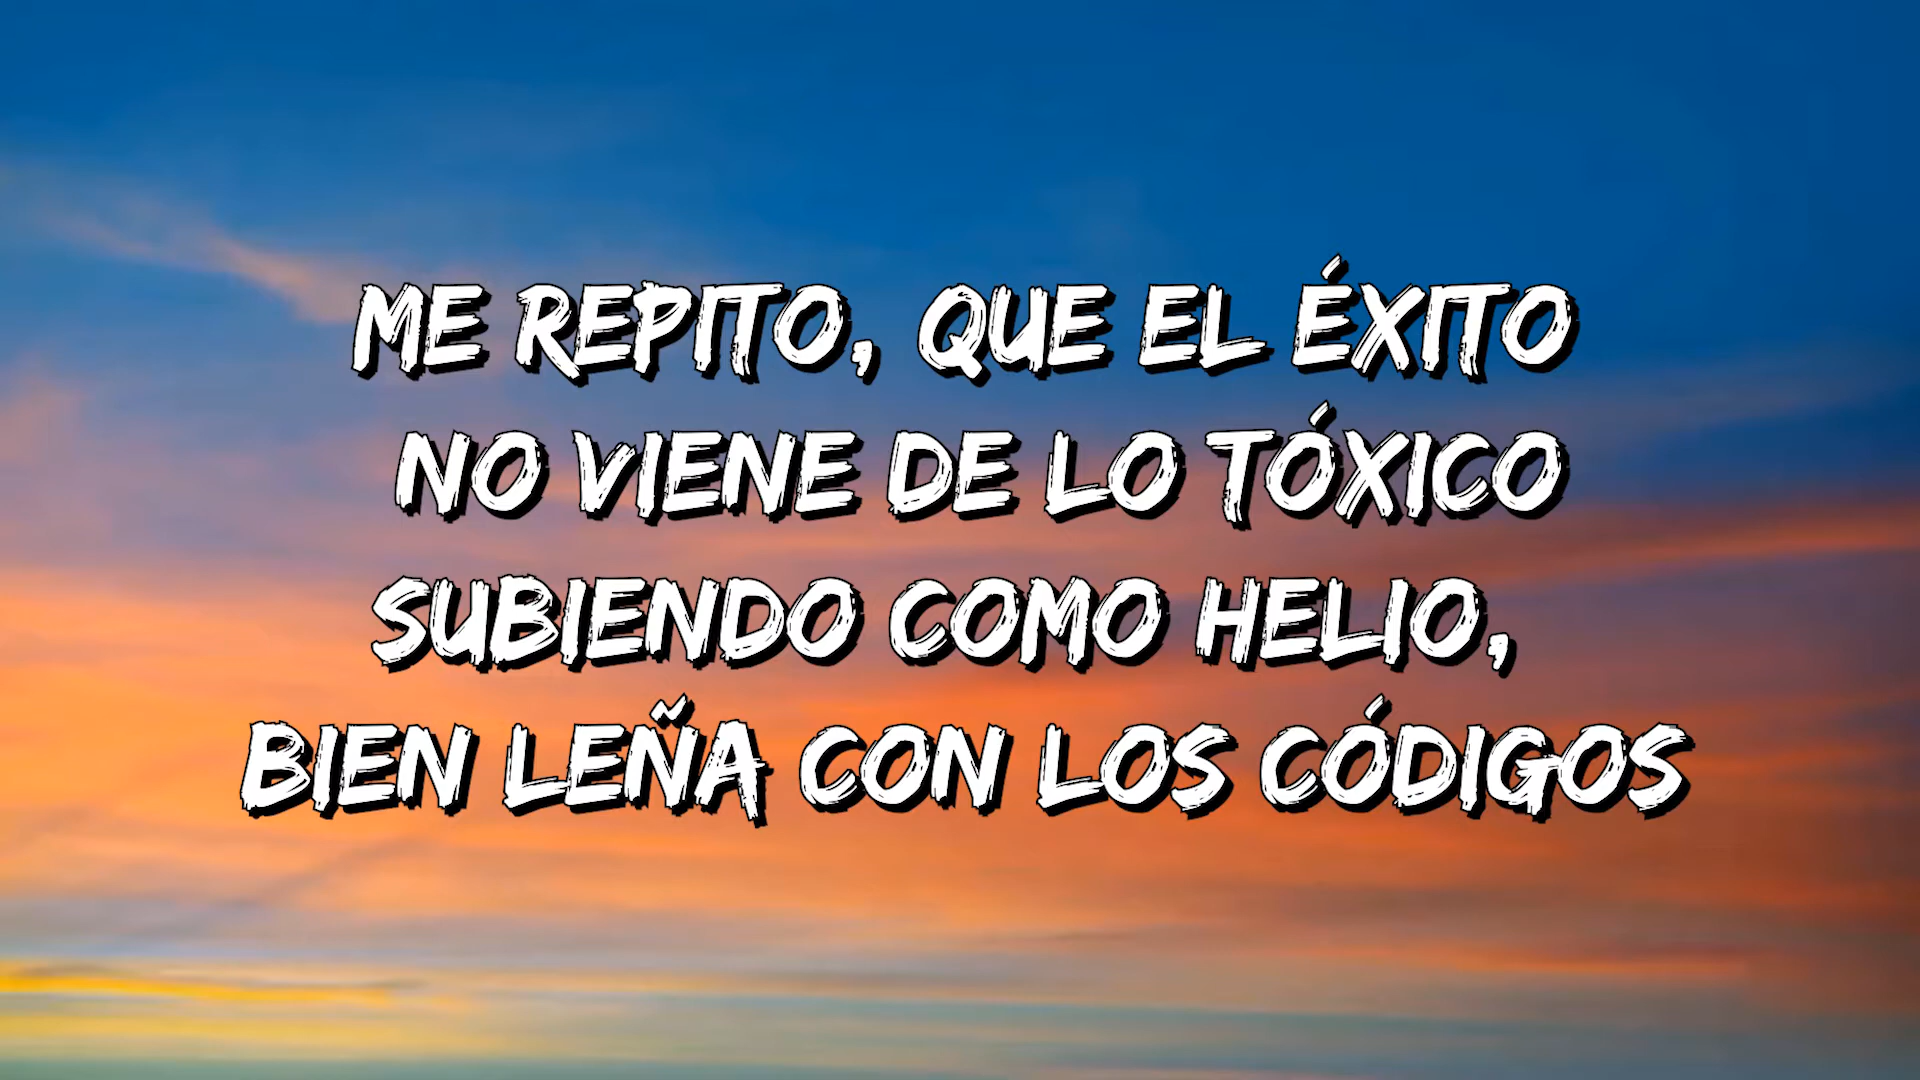 ME REPITO, QUE EL ÉXITO
NO VIENE DE LO TÓXICO
SUBIENDO COMO HELIO,
BIEN LEÑA CON LOS CÓDIGOS